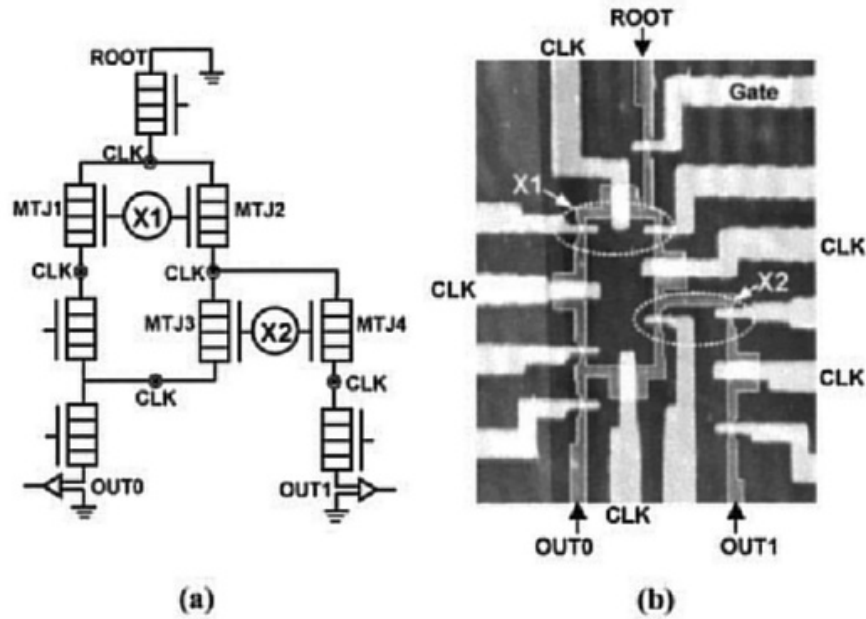 ROOT
CLK
MTJ1
X1
MTJ2
CLK
CLK
MTJ3
X2
MTJ4
CLK
CLK
OUT0
OUT1
(a)
ROOT
CLK
Gate
X1
CLK
X2
CLK
CLK
CLK
OUT0
OUT1
(b)